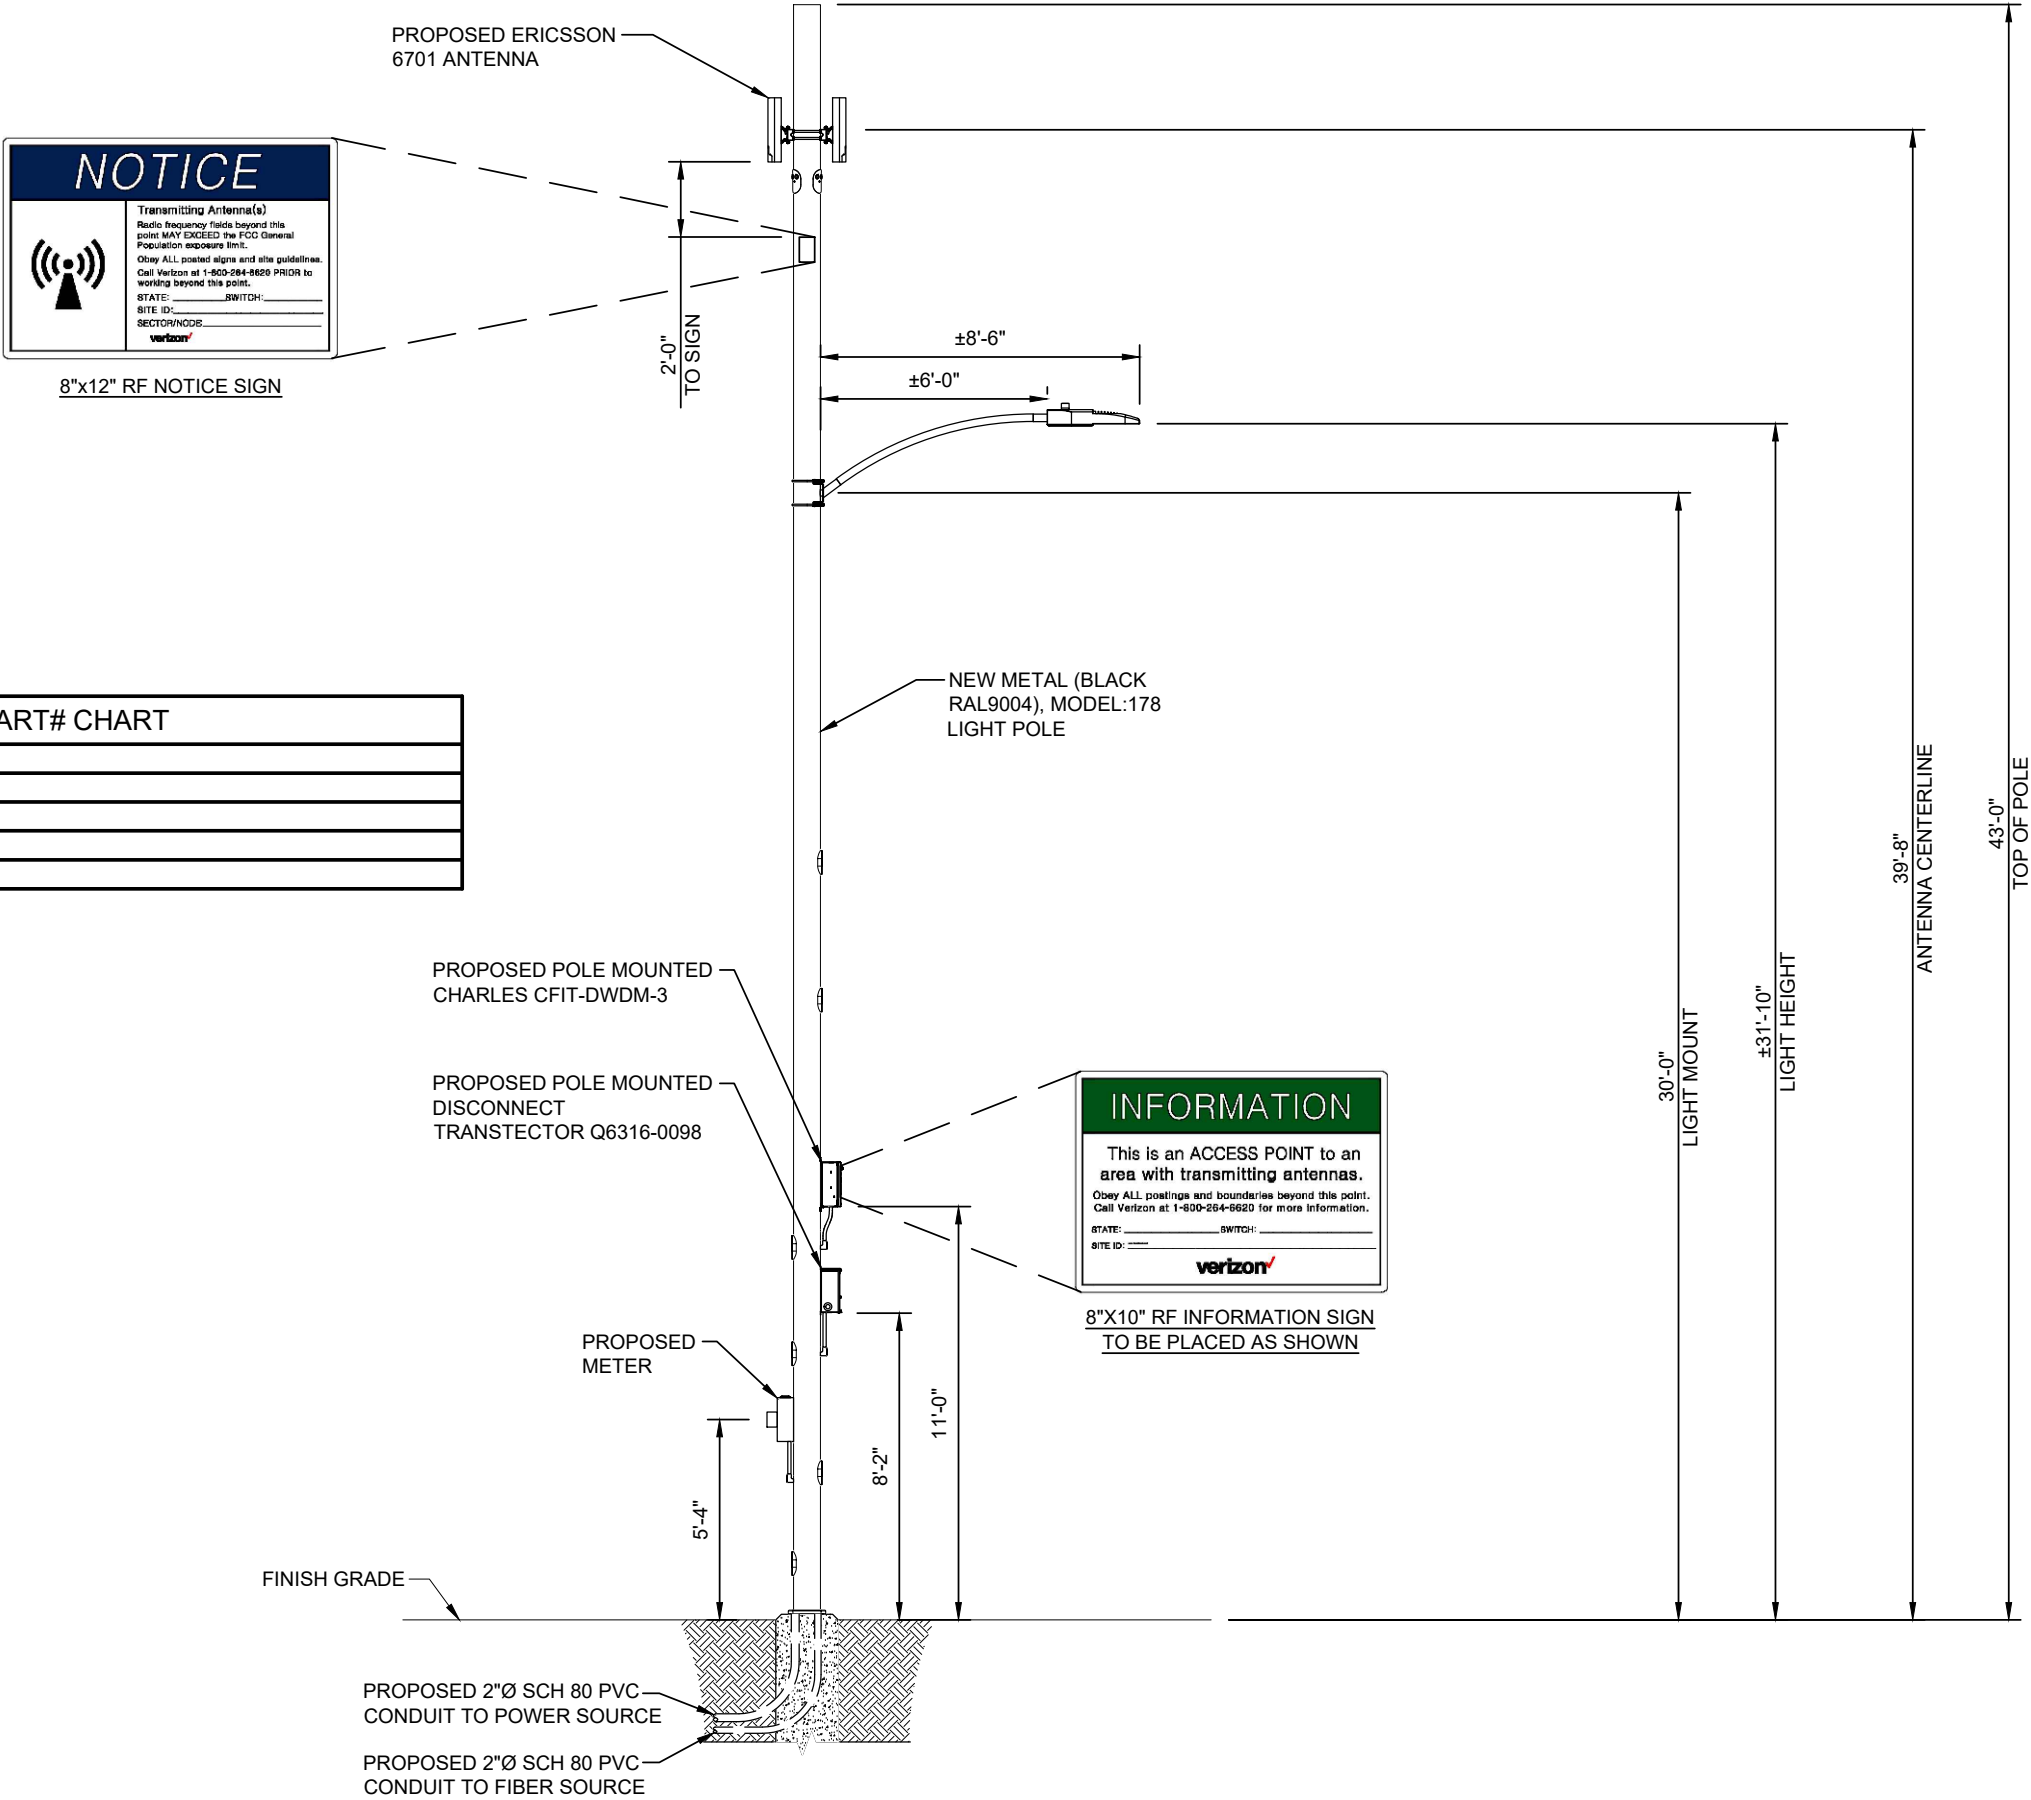 PROPOSED ERICSSON
6701 ANTENNA
NOTICE
Transmitting Antenna(s)
Radio frequency fields beyond this
point MAY EXCEED the FCC General
Population exposure limit.
Obey ALL posted signs and site guidelines.
Call Verizon at 1-800-264-6620 PRIOR to
working beyond this point.
STATE: SWITCH:
SITE ID:
SECTOR/NODE
verizon
8"x12" RF NOTICE SIGN
2'-0"
TO SIGN
±8'-6"
±6'-0"
NEW METAL (BLACK
RAL9004), MODEL:178
LIGHT POLE
ART# CHART
PROPOSED POLE MOUNTED
CHARLES CFIT-DWDM-3
PROPOSED POLE MOUNTED
DISCONNECT
TRANSTECTOR Q6316-0098
INFORMATION
This is an ACCESS POINT to an
area with transmitting antennas.
Obey ALL postings and boundaries beyond this point.
Call Verizon at 1-800-264-6620 for more information.
STATE: SWITCH:
SITE ID:
verizon
8"X10" RF INFORMATION SIGN
TO BE PLACED AS SHOWN
PROPOSED
METER
5'-4"
8'-2"
11'-0"
30'-0"
LIGHT MOUNT
±31'-10"
LIGHT HEIGHT
39'-8"
ANTENNA CENTERLINE
43'-0"
TOP OF POLE
FINISH GRADE
PROPOSED 2"Ø SCH 80 PVC
CONDUIT TO POWER SOURCE
PROPOSED 2"Ø SCH 80 PVC
CONDUIT TO FIBER SOURCE